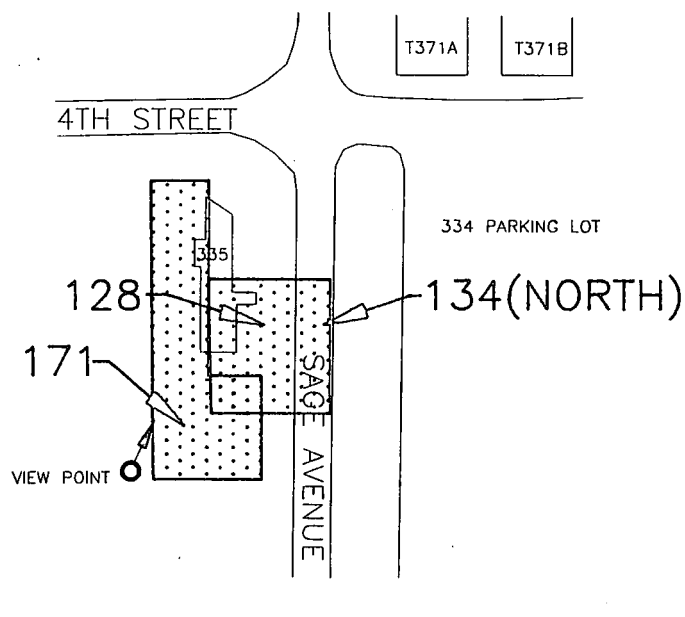 T371A
T371B
4TH STREET
334 PARKING LOT
335
128
134(NORTH)
171
SAGE AVENUE
VIEW POINT